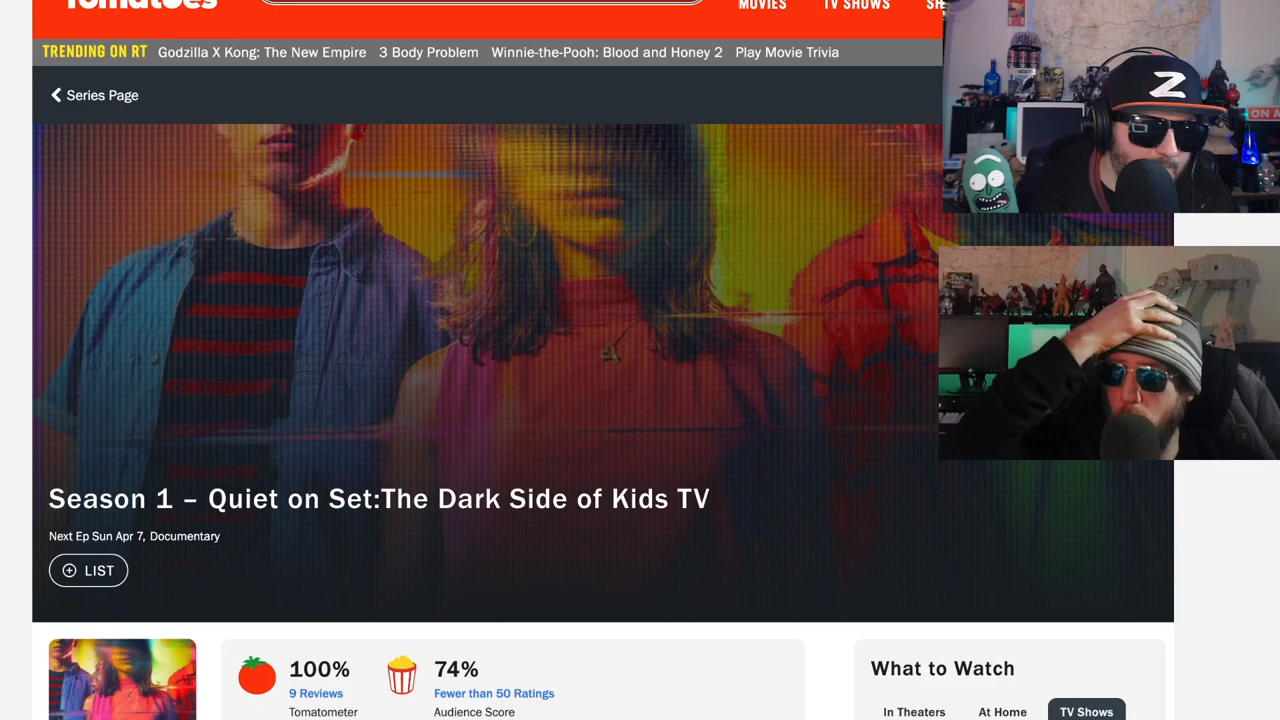 Tomatoes
MOVIES TV SHOWS SH
TRENDING ON RT Godzilla X Kong: The New Empire 3 Body Problem Winnie-the-Pooh: Blood and Honey 2 Play Movie Trivia
Series Page
Z
ON A
Season 1 – Quiet on Set:The Dark Side of Kids TV
Next Ep Sun Apr 7, Documentary
LIST
100% 74%
9 Reviews Fewer than 50 Ratings
Tomatometer Audience Score
What to Watch
In Theaters At Home TV Shows